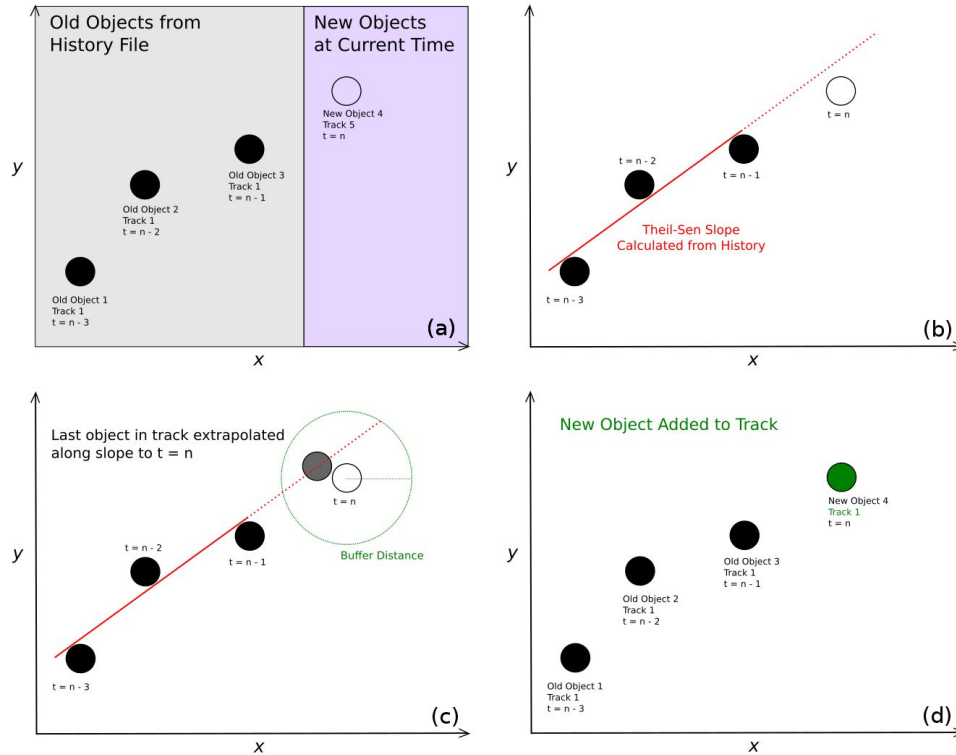 Old Objects from
History File
New Objects
at Current Time
New Object 4
Track 5
t = n
Old Object 3
Track 1
t = n - 1
Old Object 2
Track 1
t = n - 2
Old Object 1
Track 1
t = n - 3
y
x
(a)
t = n
t = n - 2
t = n - 1
Theil-Sen Slope
Calculated from History
t = n - 3
y
x
(b)
Last object in track extrapolated
along slope to t = n
t = n
t = n - 2
t = n - 1
Buffer Distance
t = n - 3
y
x
(c)
New Object Added to Track
New Object 4
Track 1
t = n
Old Object 3
Track 1
t = n - 1
Old Object 2
Track 1
t = n - 2
Old Object 1
Track 1
t = n - 3
y
x
(d)